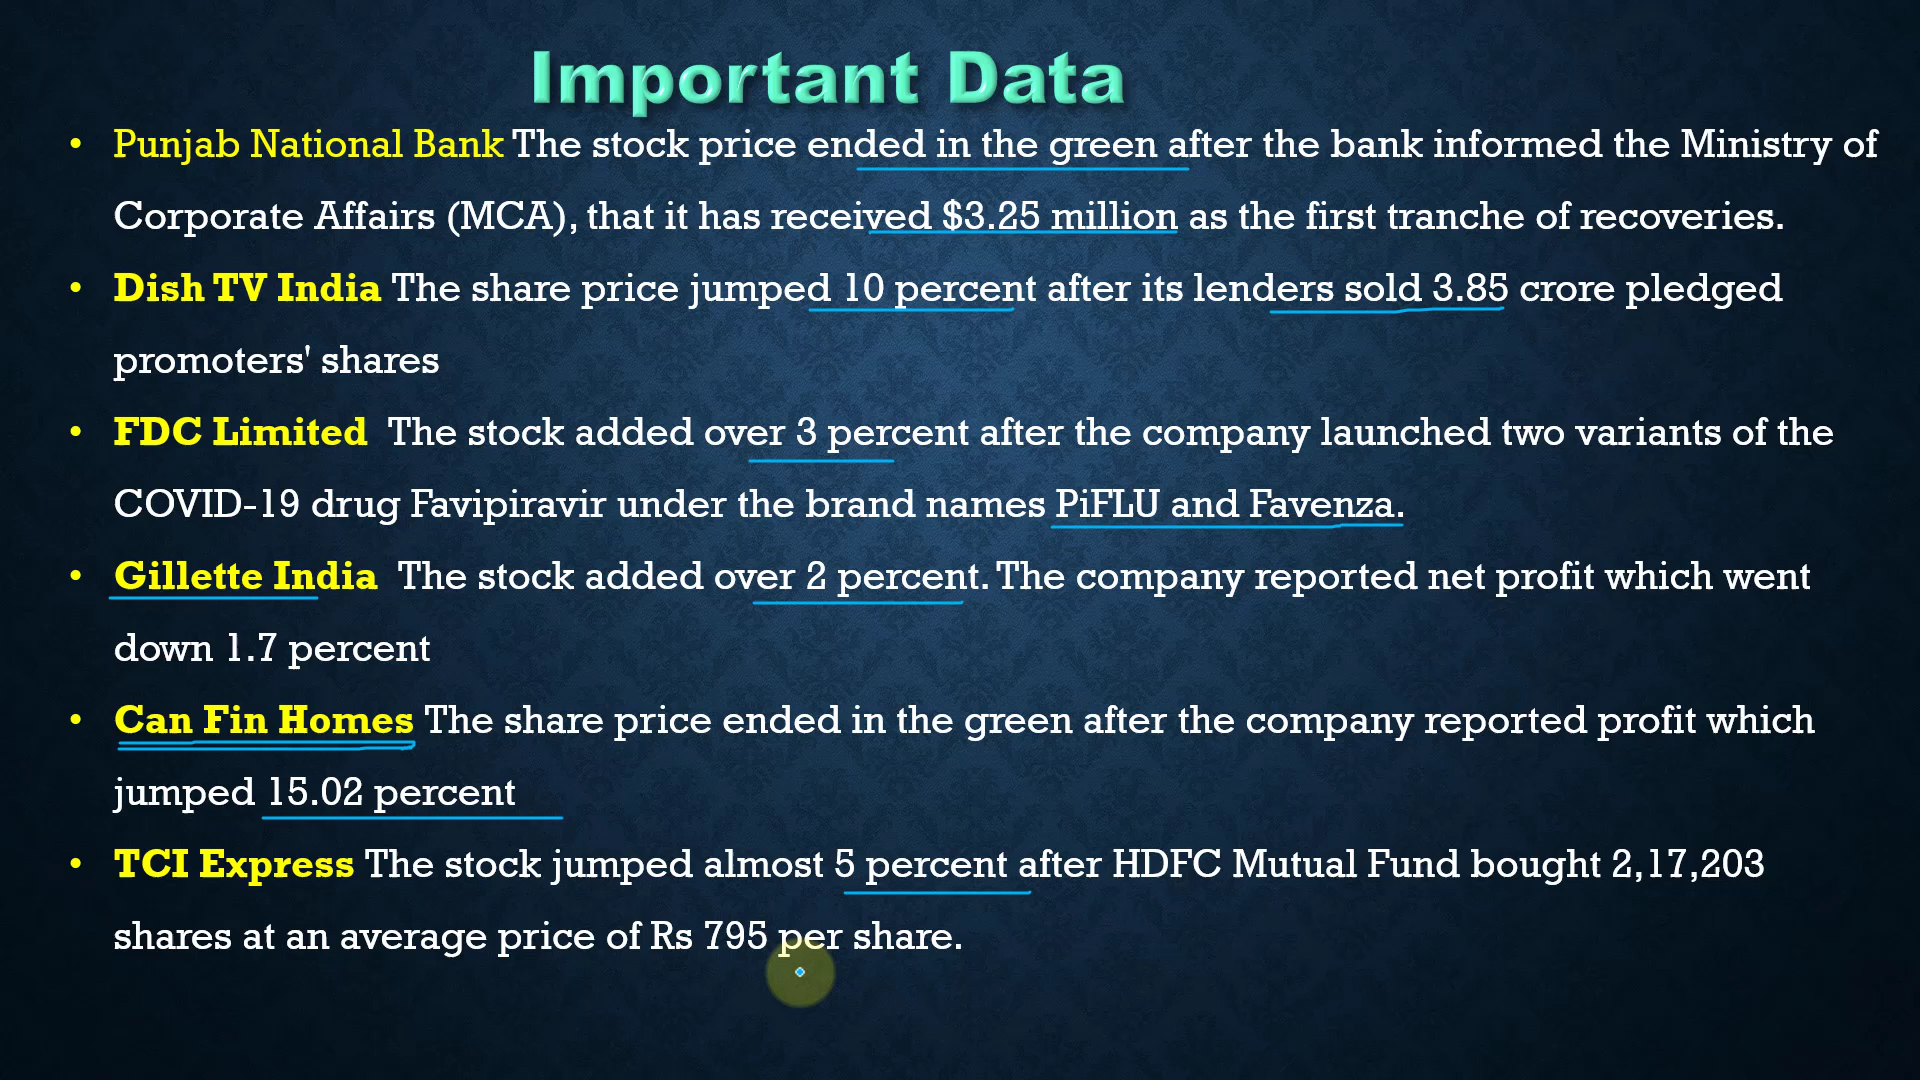 Important Data
• Punjab National Bank The stock price ended in the green after the bank informed the Ministry of
Corporate Affairs (MCA), that it has received $3.25 million as the first tranche of recoveries.
• Dish TV India The share price jumped 10 percent after its lenders sold 3.85 crore pledged
promoters' shares
• FDC Limited The stock added over 3 percent after the company launched two variants of the
COVID-19 drug Favipiravir under the brand names PiFLU and Favenza.
• Gillette India The stock added over 2 percent. The company reported net profit which went
down 1.7 percent
• Can Fin Homes The share price ended in the green after the company reported profit which
jumped 15.02 percent
• TCI Express The stock jumped almost 5 percent after HDFC Mutual Fund bought 2,17,203
shares at an average price of Rs 795 per share.